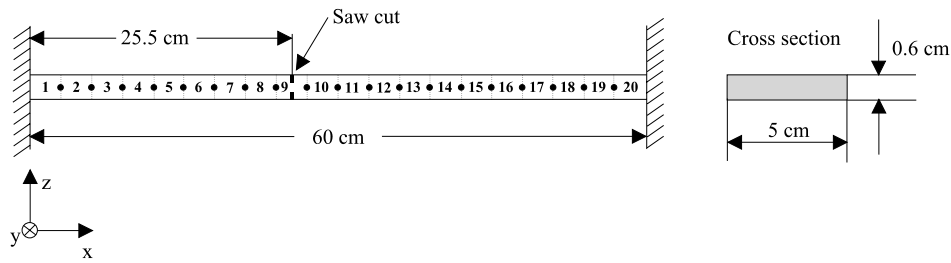 Saw cut
25.5 cm
Cross section
0.6 cm
1 2 3 4 5 6 7 8 9 10 11 12 13 14 15 16 17 18 19 20
60 cm
5 cm
z
y
x